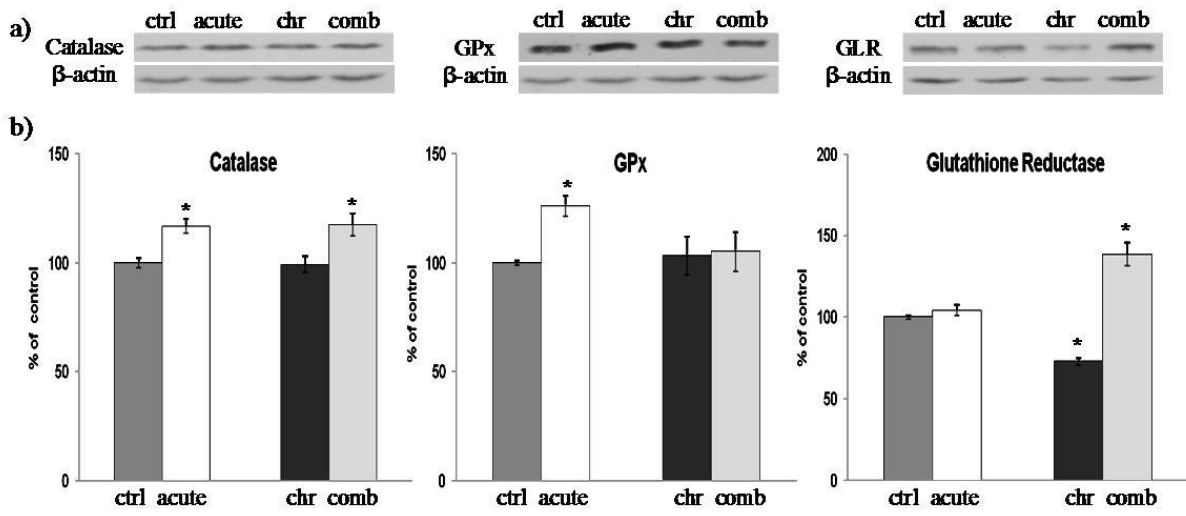 a)
ctrl acute chr comb
Catalase
β-actin
ctrl acute chr comb
GPx
β-actin
ctrl acute chr comb
GLR
β-actin
b)
Catalase
% of control
150
100
50
0
*
*
ctrl acute chr comb
GPx
% of control
150
100
50
0
*
ctrl acute chr comb
Glutathione Reductase
% of control
200
150
100
50
0
*
*
ctrl acute chr comb